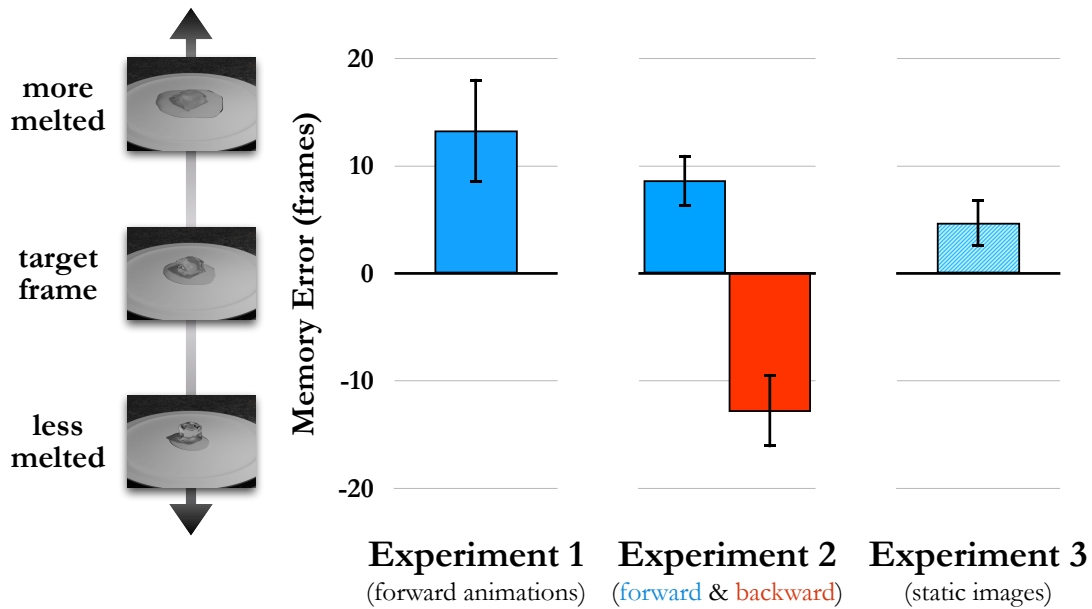 more
melted
target
frame
less
melted
Memory Error (frames)
20
10
0
-10
-20
Experiment 1
(forward animations)
Experiment 2
(forward & backward)
Experiment 3
(static images)